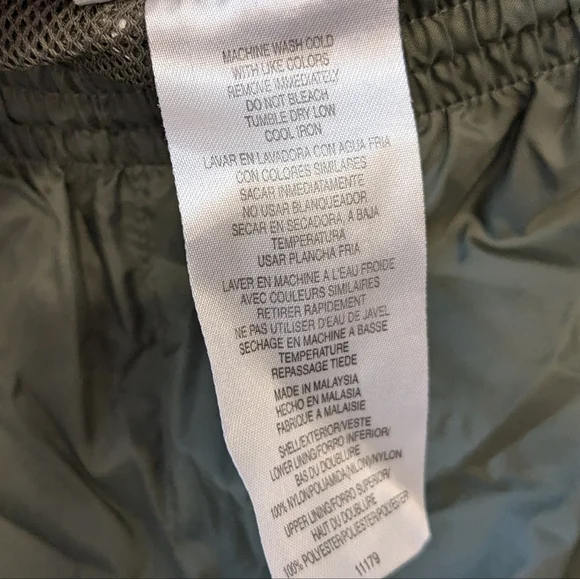 MACHINE WASH COLD
WITH LIKE COLORS
REMOVE IMMEDIATELY
DO NOT BLEACH
TUMBLE DRY LOW
COOL IRON
LAVAR EN LAVADORA CON AGUA FRIA
CON COLORES SIMILADES
SACAR INMEDIATAMENTE
NO USAR BLANQUEADOR
SECAR EN SECADORA, A BAJA
TEMPERATURA
USAR PLANCHA FRIA
LAVER EN MACHINE A L'EAU FROIDE
AVEC COULEURS SIMILAIRES
RETIRER RAPIDEMENT
NE PAS UTILISER D'EAU DE JAVEL
SECHAGE EN MACHINE A BASSE
TEMPERATURE
REPASSAGE TIEDE
MADE IN MALAYSIA
HECHO EN MALASIA
FABRIQUE A MALAISIE
SHELL/EXTERIOR/VESTE
LOWER LINING/FORRO INFERIOR/
BAS DU DOUBLURE
100% NYLON/POLIAMIDA/NILON/NYLON
UPPER LINING/FORRO SUPERIOR/
HAUT DU DOUBLURE
100% POLYESTER/POLIESTER/POLYESTER
11179